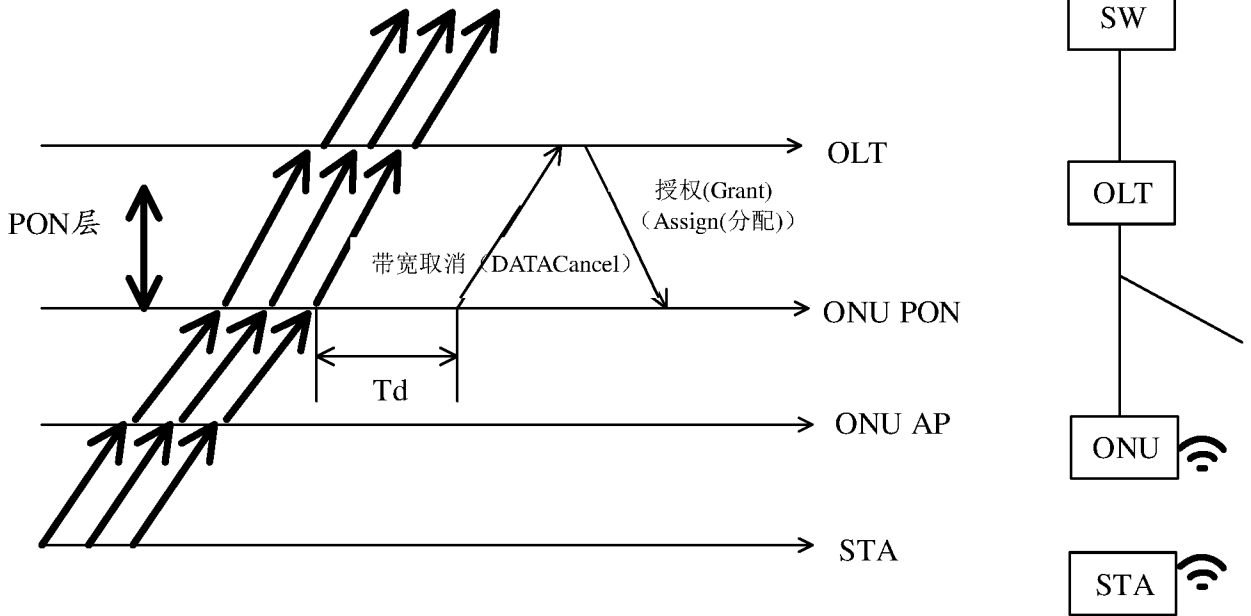 SW
OLT
OLT
授权(Grant)
（Assign(分配)）
PON层
带宽取消（DATACancel）
ONU PON
Td
ONU AP
ONU
STA
STA